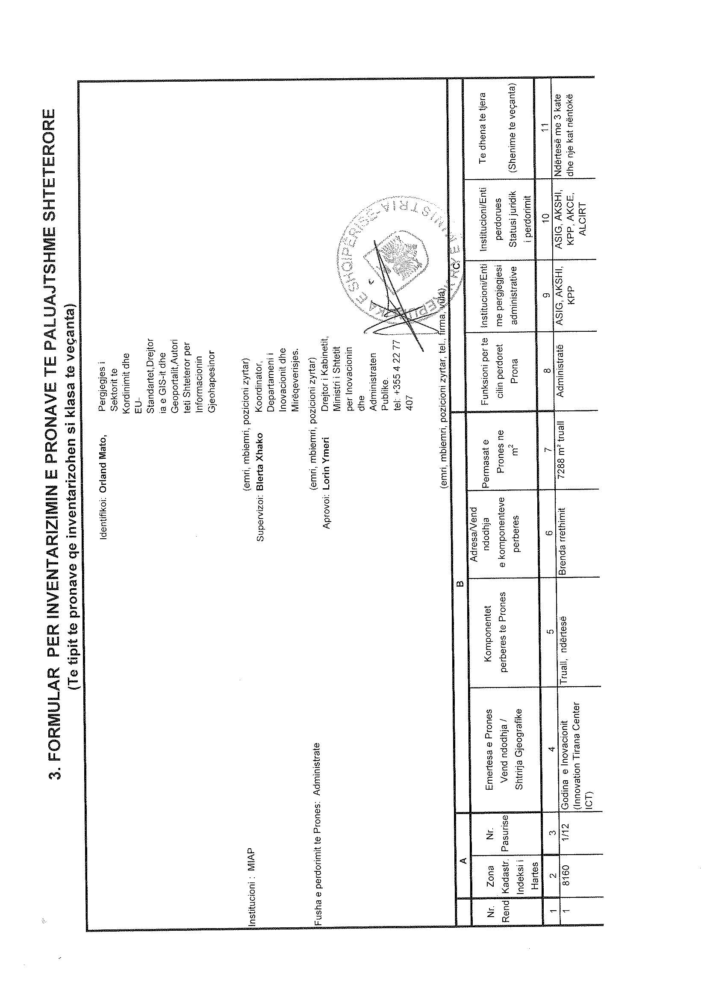 3. FORMULAR PER INVENTARIZIMIN E PRONAVE TE PALUAJTSHME SHTETERORE
(Te tipit te pronave qe inventarizohen si klasa te veçanta)
Identifikoi: Orland Mato,
Pergjegjes i
Sektorit te
Kordinimit dhe
EU-
Standartet,Drejtor
ia e GIS-it dhe
Geoportalit,Autori
teti Shteteror per
Informacionin
Gjeohapesinor
(emri, mbiemri, pozicioni zyrtar)
Institucioni : MIAP
Supervizoi: Blerta Xhako
Koordinator,
Departameni i
Inovacionit dhe
Mirëqeverisjes.
(emri, mbiemri, pozicioni zyrtar)
Fusha e perdorimit te Prones: Administrate
Aprovoi: Lorin Ymeri
Drejtor i Kabinetit,
Ministri i Shtetit
per Inovacionin
dhe
Administraten
Publike.
tel: +355 4 22 77
407
(emri, mbiemri, pozicioni zyrtar, tel., firma, vula)
E SHQIPËRISË
A
B
C
Nr.
Rend
Zona
Kadastr.
Indeksi i
Hartes
Nr.
Pasurise
Emertesa e Prones
Vend ndodhja /
Shtrirja Gjeografike
Komponentet
perberes te Prones
Adresa/Vend
ndodhja
e komponenteve
perberes
Permasat e
Prones ne
m²
Funksioni per te
cilin perdoret
Prona
Institucioni/Enti
me pergjegjesi
administrative
Institucioni/Enti
perdorues
Statusi juridik
i perdorimit
Te dhena te tjera
(Shenime te veçanta)
1 2 3 4 5 6 7 8 9 10 11
1
8160
1/12
Godina e Inovacionit
(Innovation Tirana Center
ICT)
Truall, ndërtesë
Brenda rrethimit
7288 m² truall
Administratë
ASIG, AKSHI,
KPP
ASIG, AKSHI,
KPP, AKCE,
ALCIRT
Ndërtesë me 3 kate
dhe nje kat nëntokë